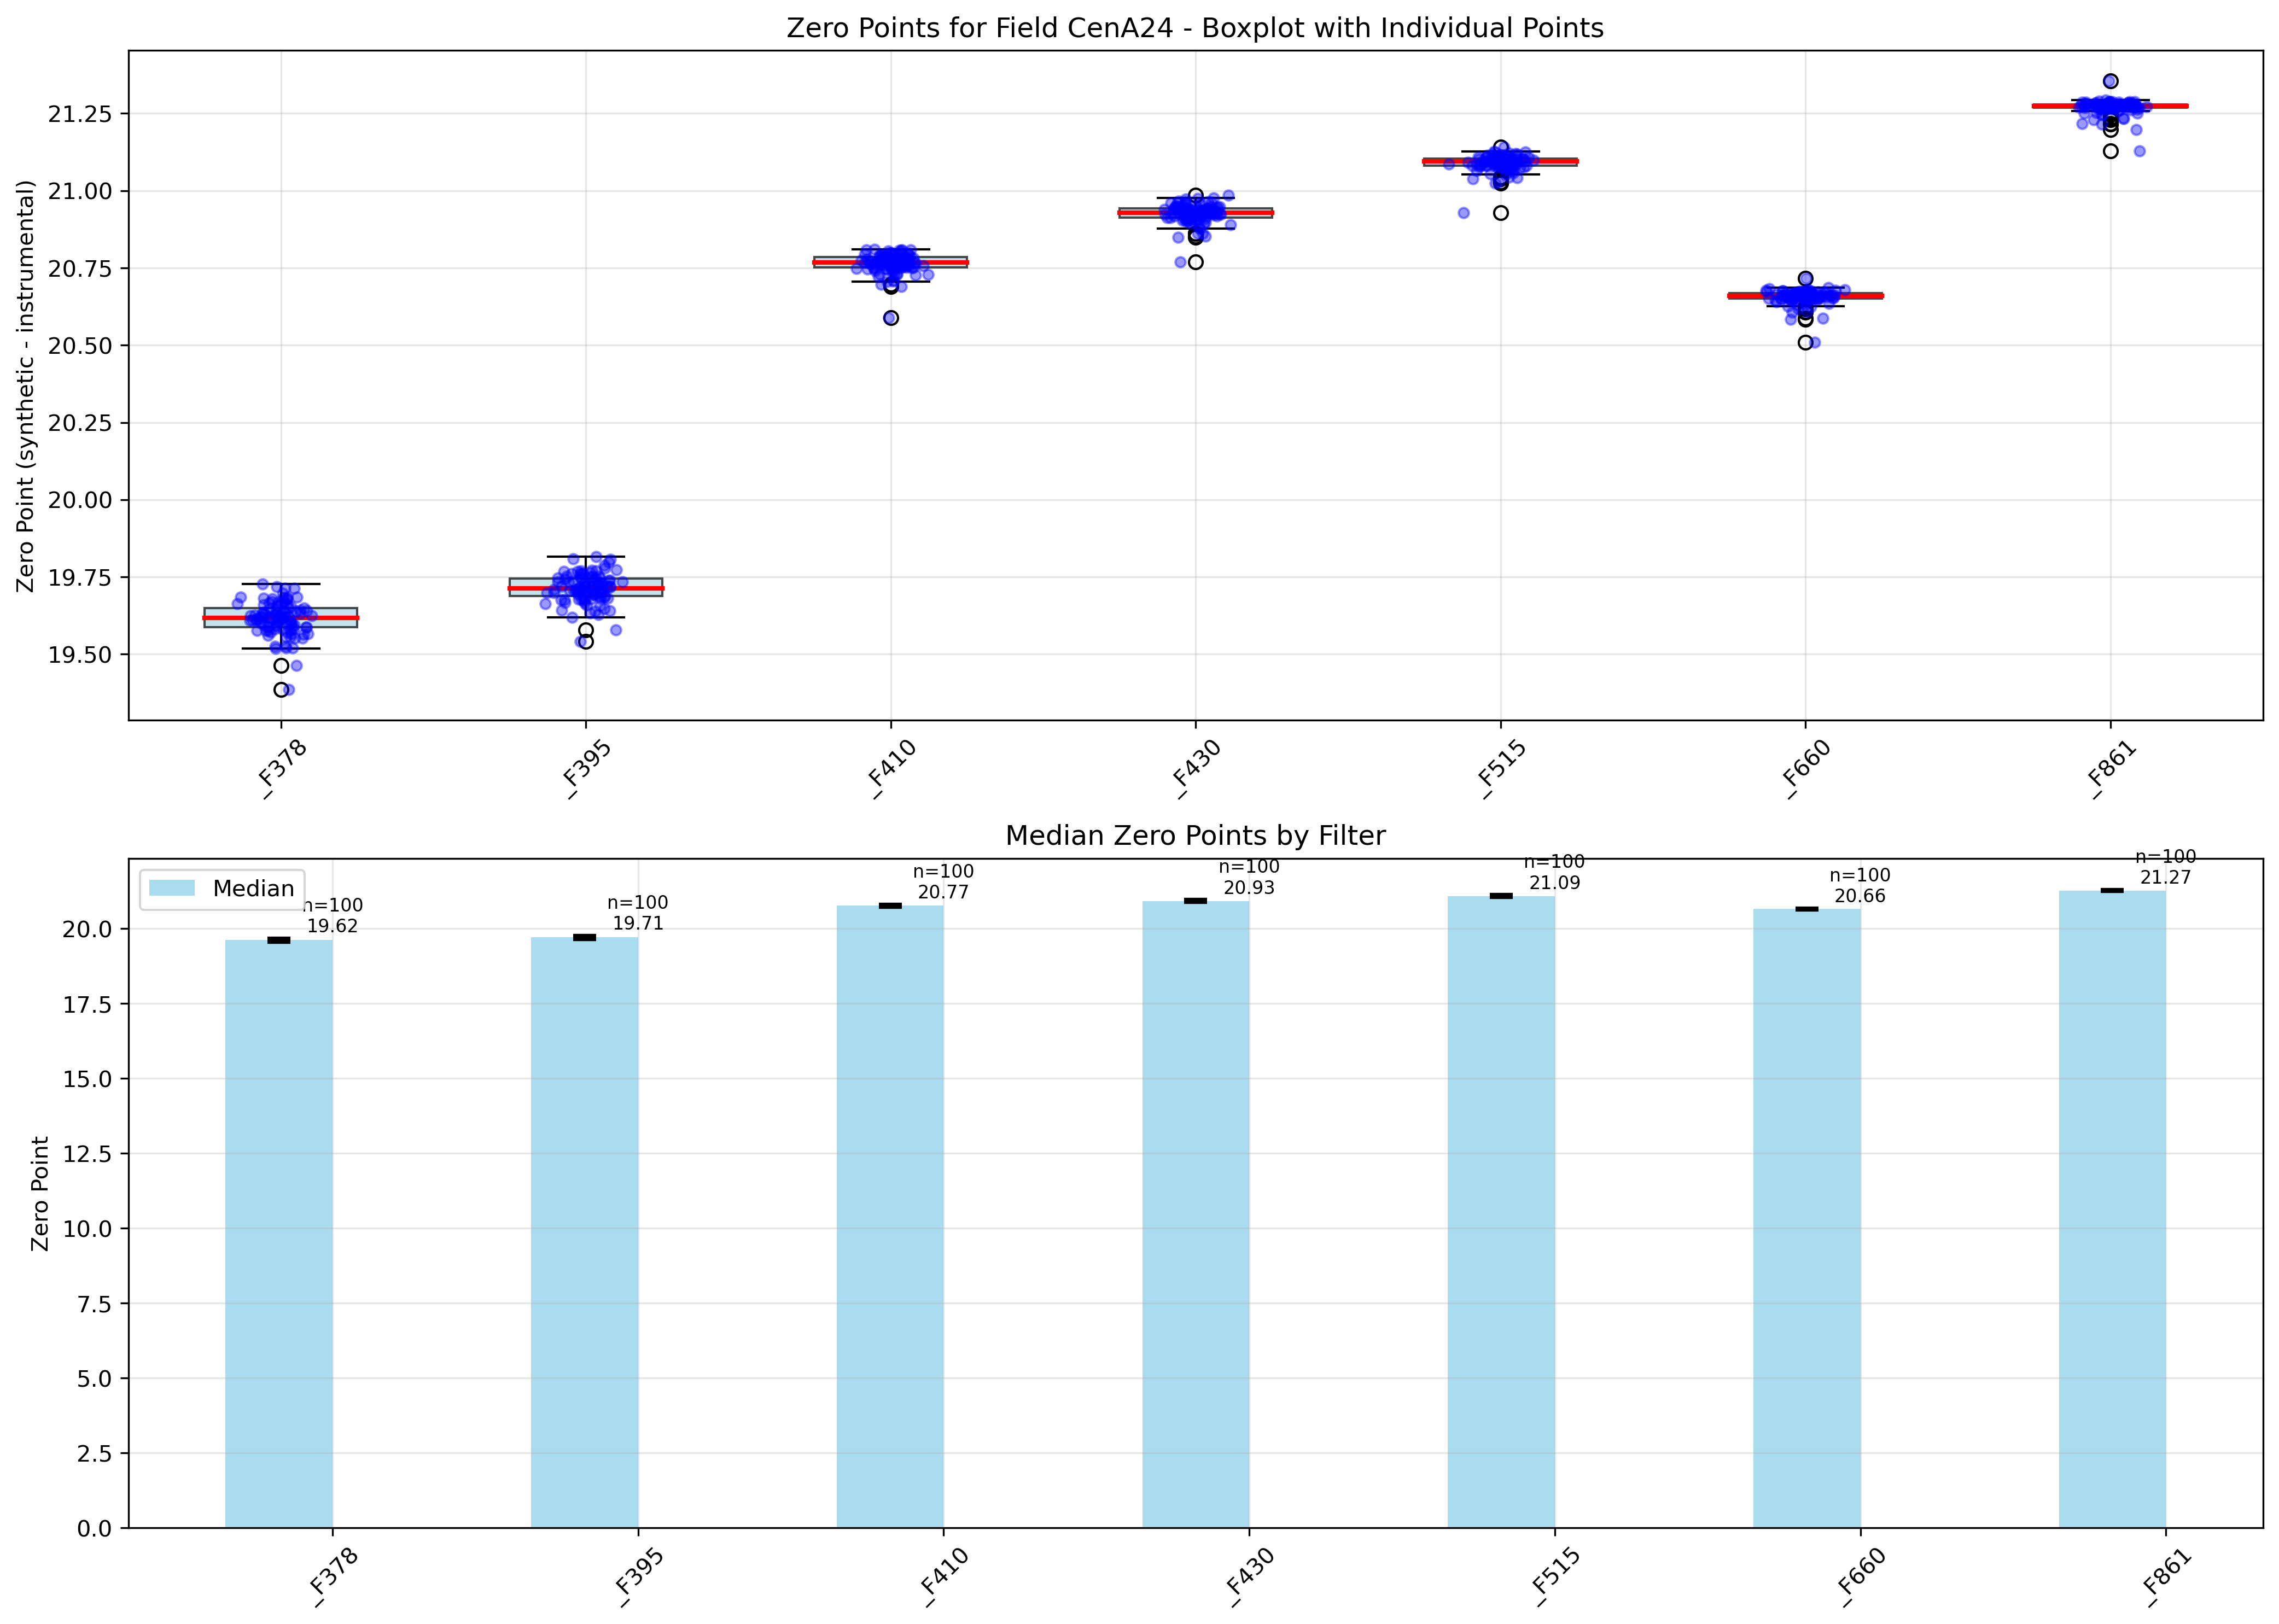 Zero Points for Field CenA24 - Boxplot with Individual Points
Zero Point (synthetic - instrumental)
21.25
21.00
20.75
20.50
20.25
20.00
19.75
19.50
_F378
_F395
_F410
_F430
_F515
_F660
_F861
Median Zero Points by Filter
Zero Point
Median
n=100
19.62
n=100
19.71
n=100
20.77
n=100
20.93
n=100
21.09
n=100
20.66
n=100
21.27
20.0
17.5
15.0
12.5
10.0
7.5
5.0
2.5
0.0
_F378
_F395
_F410
_F430
_F515
_F660
_F861